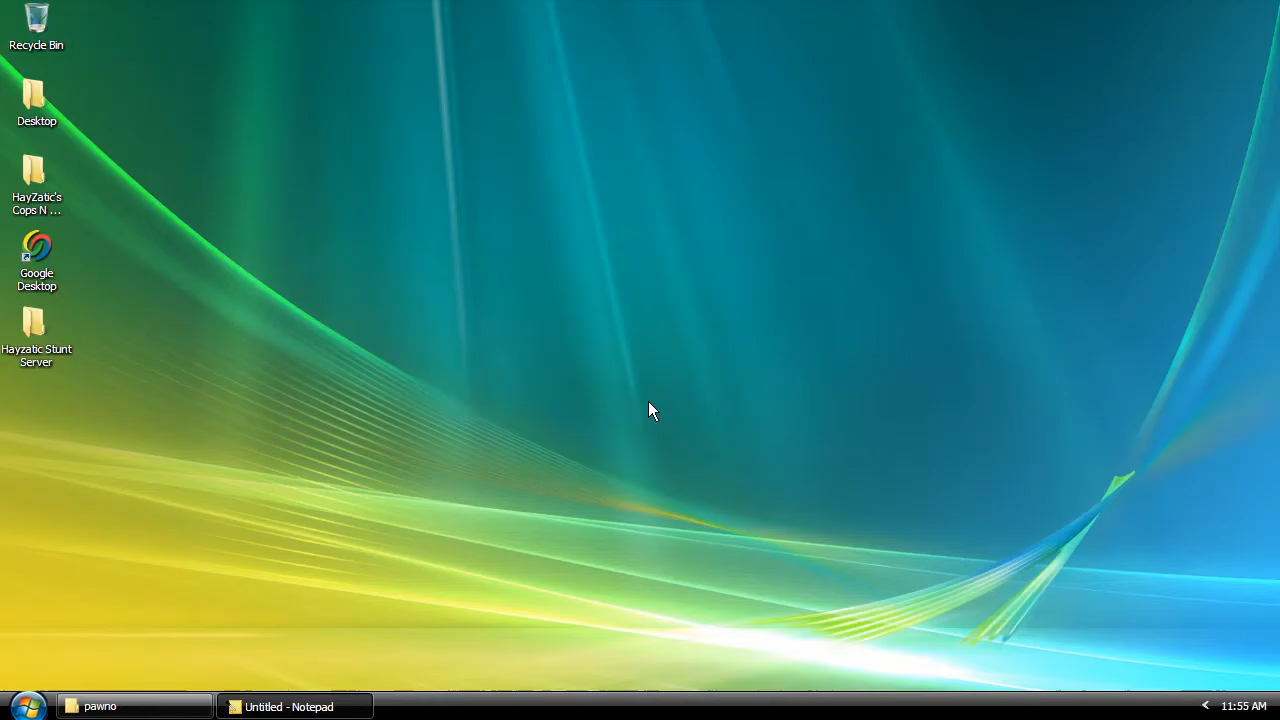 Recycle Bin
Desktop
HayZatic's
Cops N ...
Google
Desktop
Hayzatic Stunt
Server
pawno
Untitled - Notepad
11:55 AM